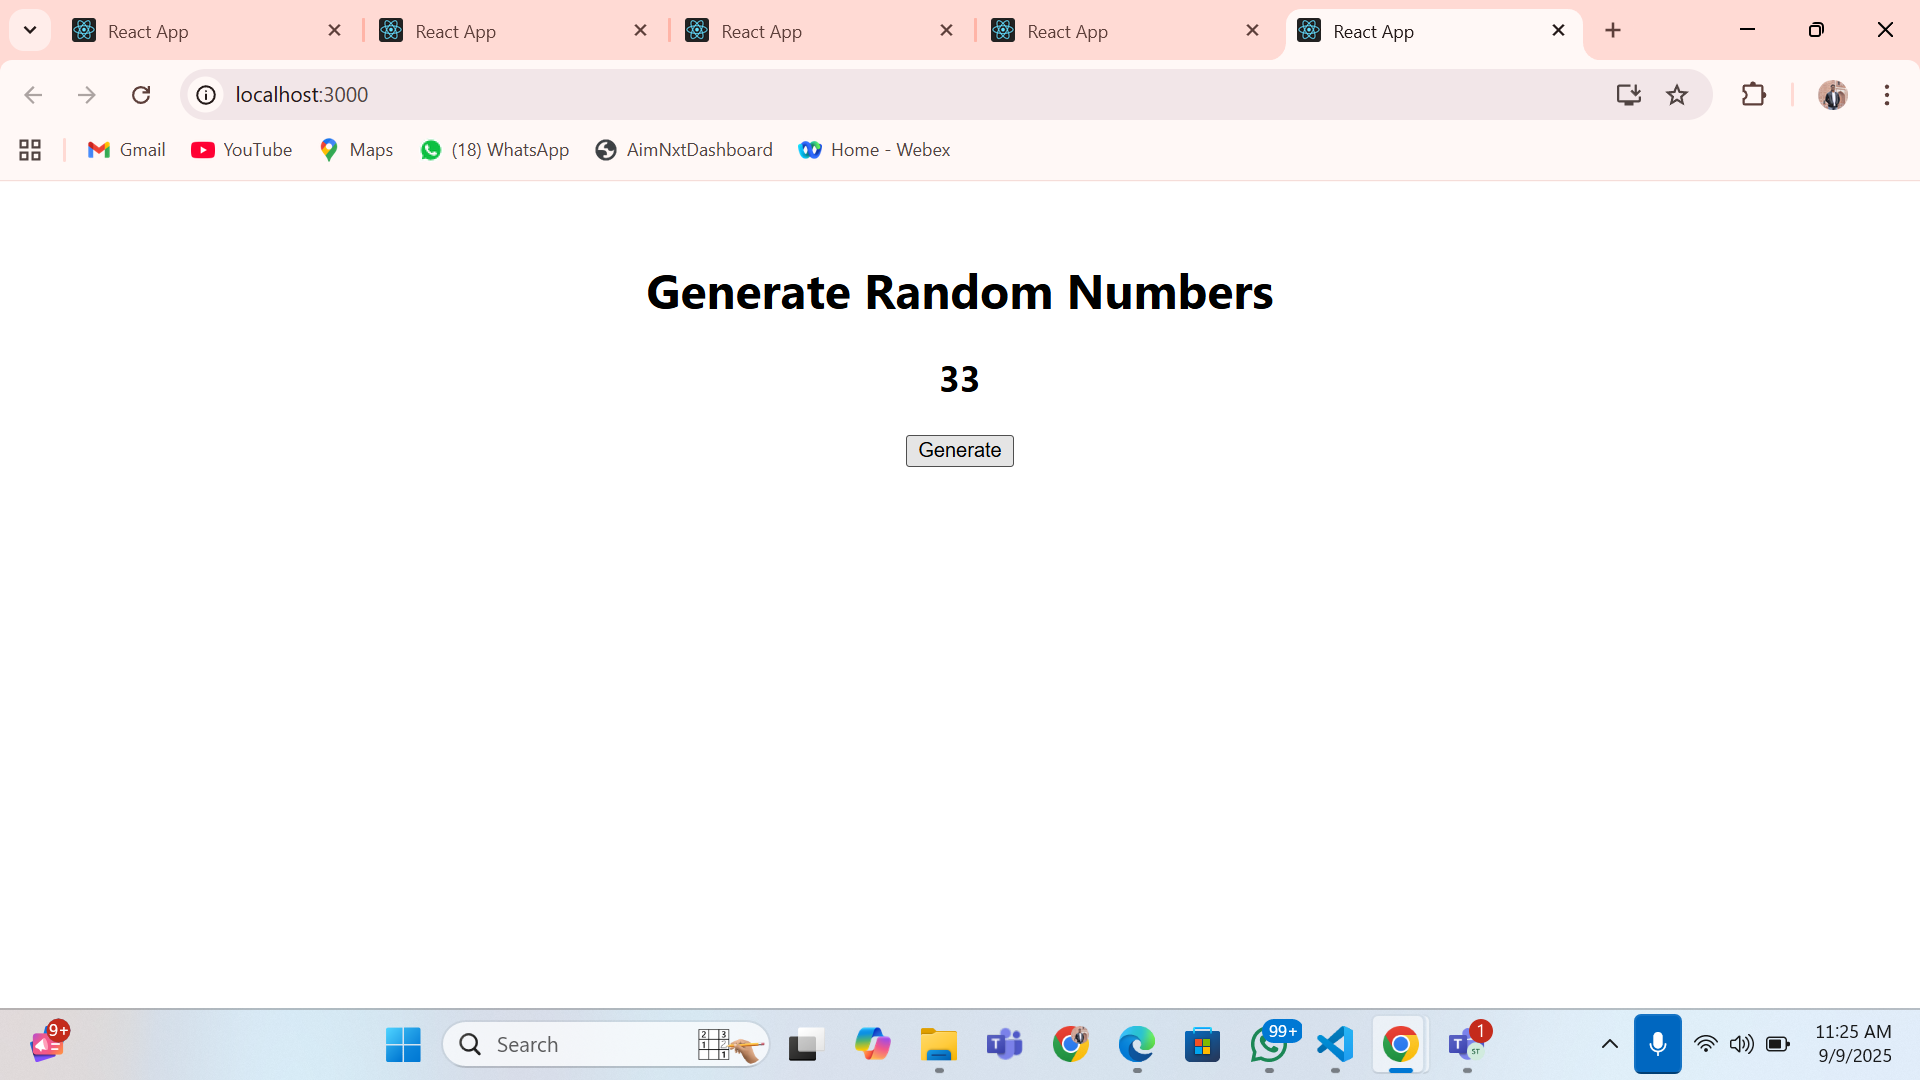 React App
React App
React App
React App
React App
localhost:3000
Gmail
YouTube
Maps
(18) WhatsApp
AimNxtDashboard
Home - Webex
Generate Random Numbers
33
Generate
9+
Search
99+
1
11:25 AM
9/9/2025